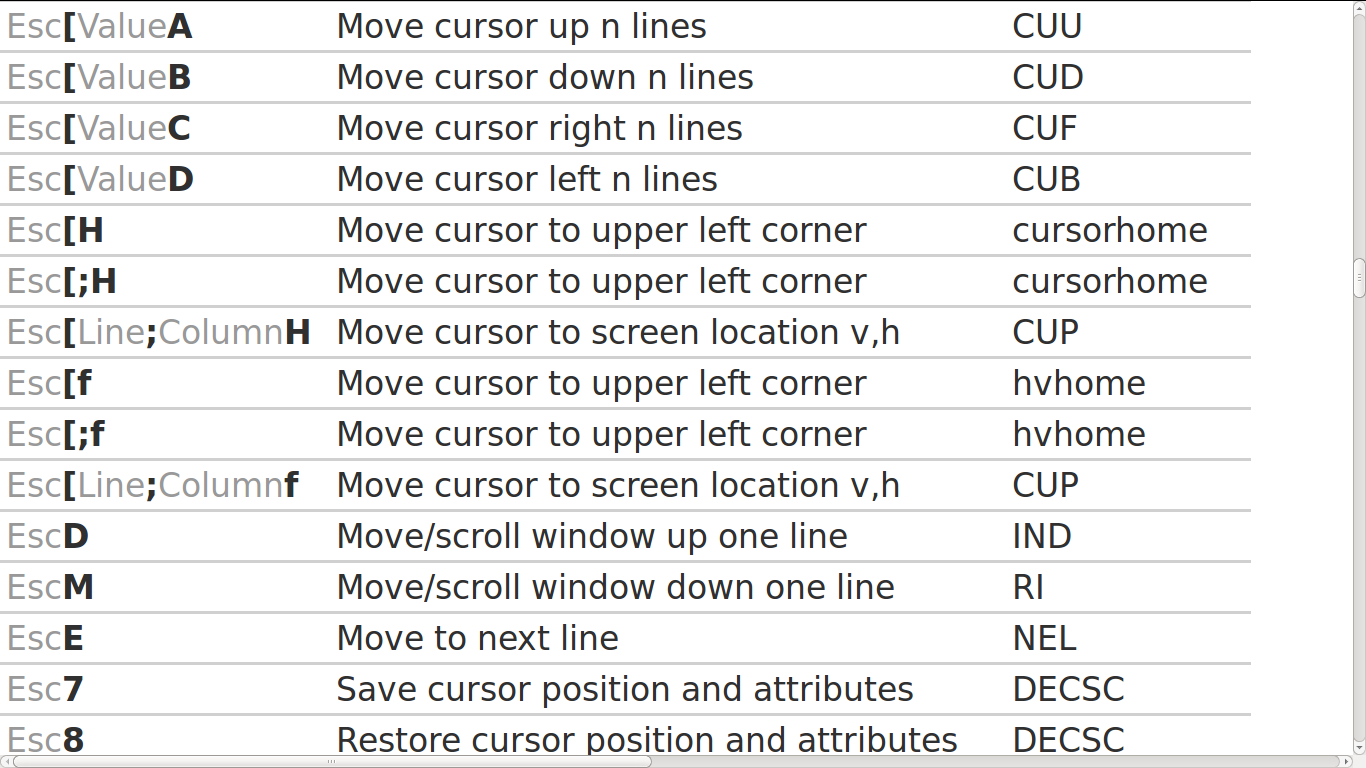 Esc[ValueA Move cursor up n lines CUU
Esc[ValueB Move cursor down n lines CUD
Esc[ValueC Move cursor right n lines CUF
Esc[ValueD Move cursor left n lines CUB
Esc[H Move cursor to upper left corner cursorhome
Esc[;H Move cursor to upper left corner cursorhome
Esc[Line;ColumnH Move cursor to screen location v,h CUP
Esc[f Move cursor to upper left corner hvhome
Esc[;f Move cursor to upper left corner hvhome
Esc[Line;Columnf Move cursor to screen location v,h CUP
EscD Move/scroll window up one line IND
EscM Move/scroll window down one line RI
EscE Move to next line NEL
Esc7 Save cursor position and attributes DECSC
Esc8 Restore cursor position and attributes DECSC